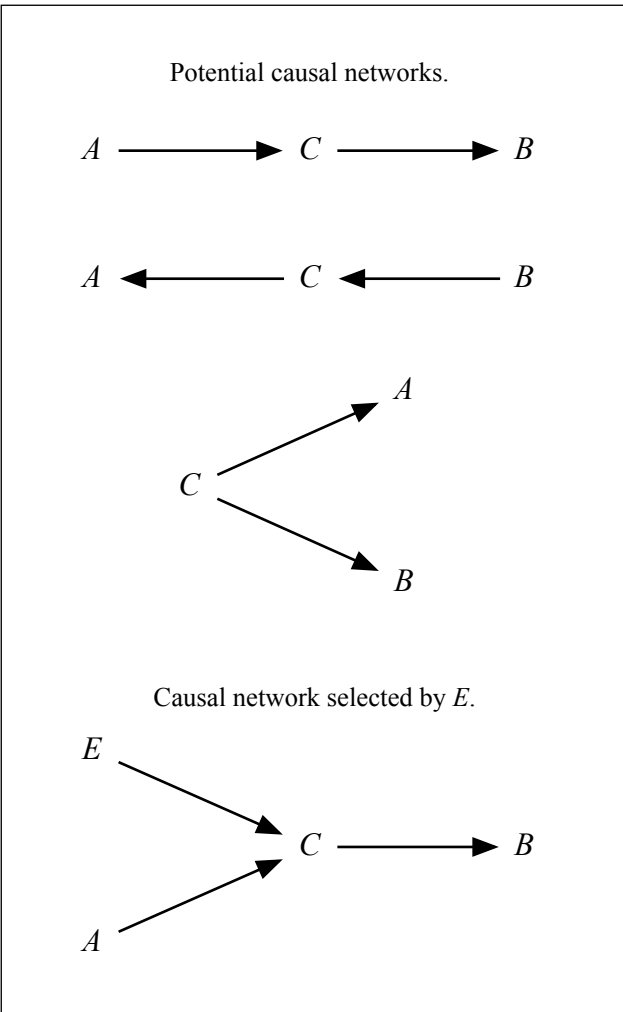 Potential causal networks.
A C B
A C B
A
C
B
Causal network selected by E.
E
C B
A